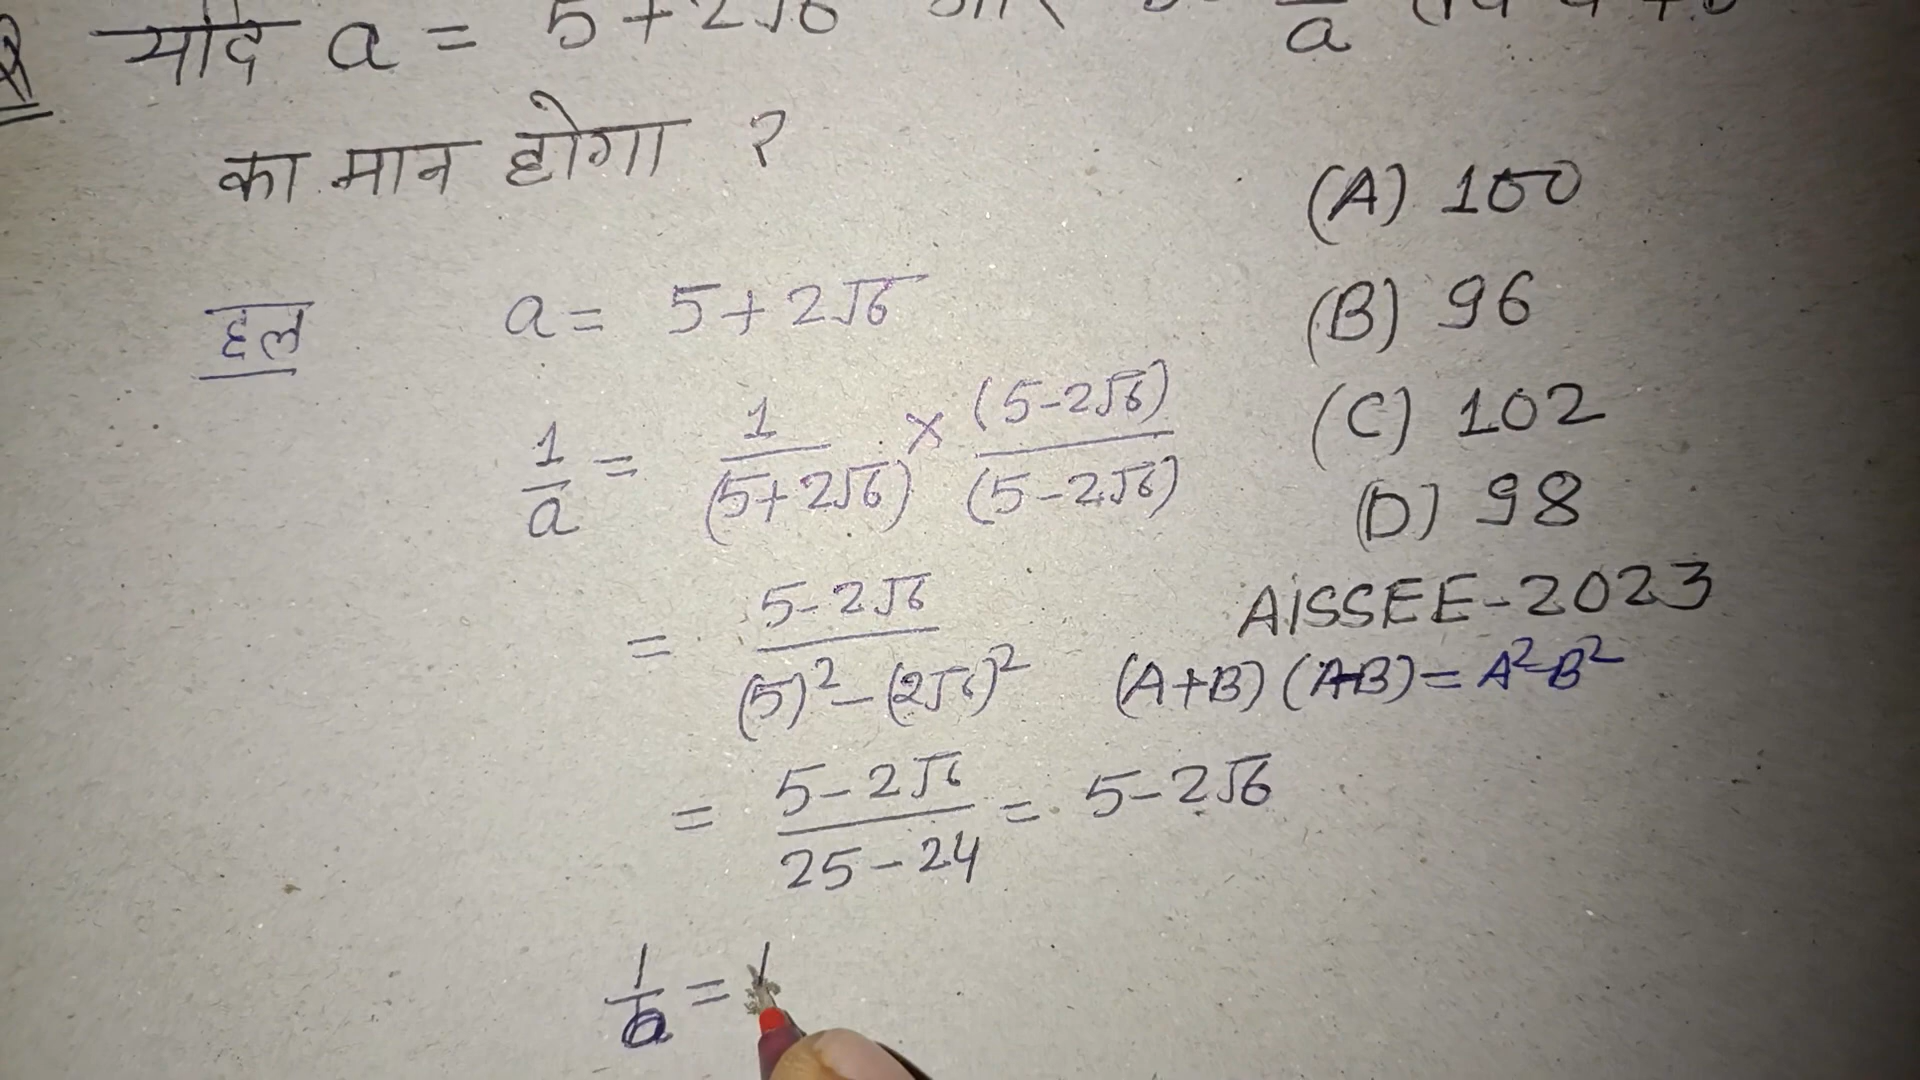 यदि a = 5+2√6
a
का मान होगा ?
(A) 100
(B) 96
(C) 102
(D) 98
AISSEE-2023
हल a = 5+2√6
1/a = 1/(5+2√6) × (5-2√6)/(5-2√6)
= 5-2√6/(5)²-(2√6)² (A+B) (A-B) = A²-B²
= 5-2√6/25-24 = 5-2√6